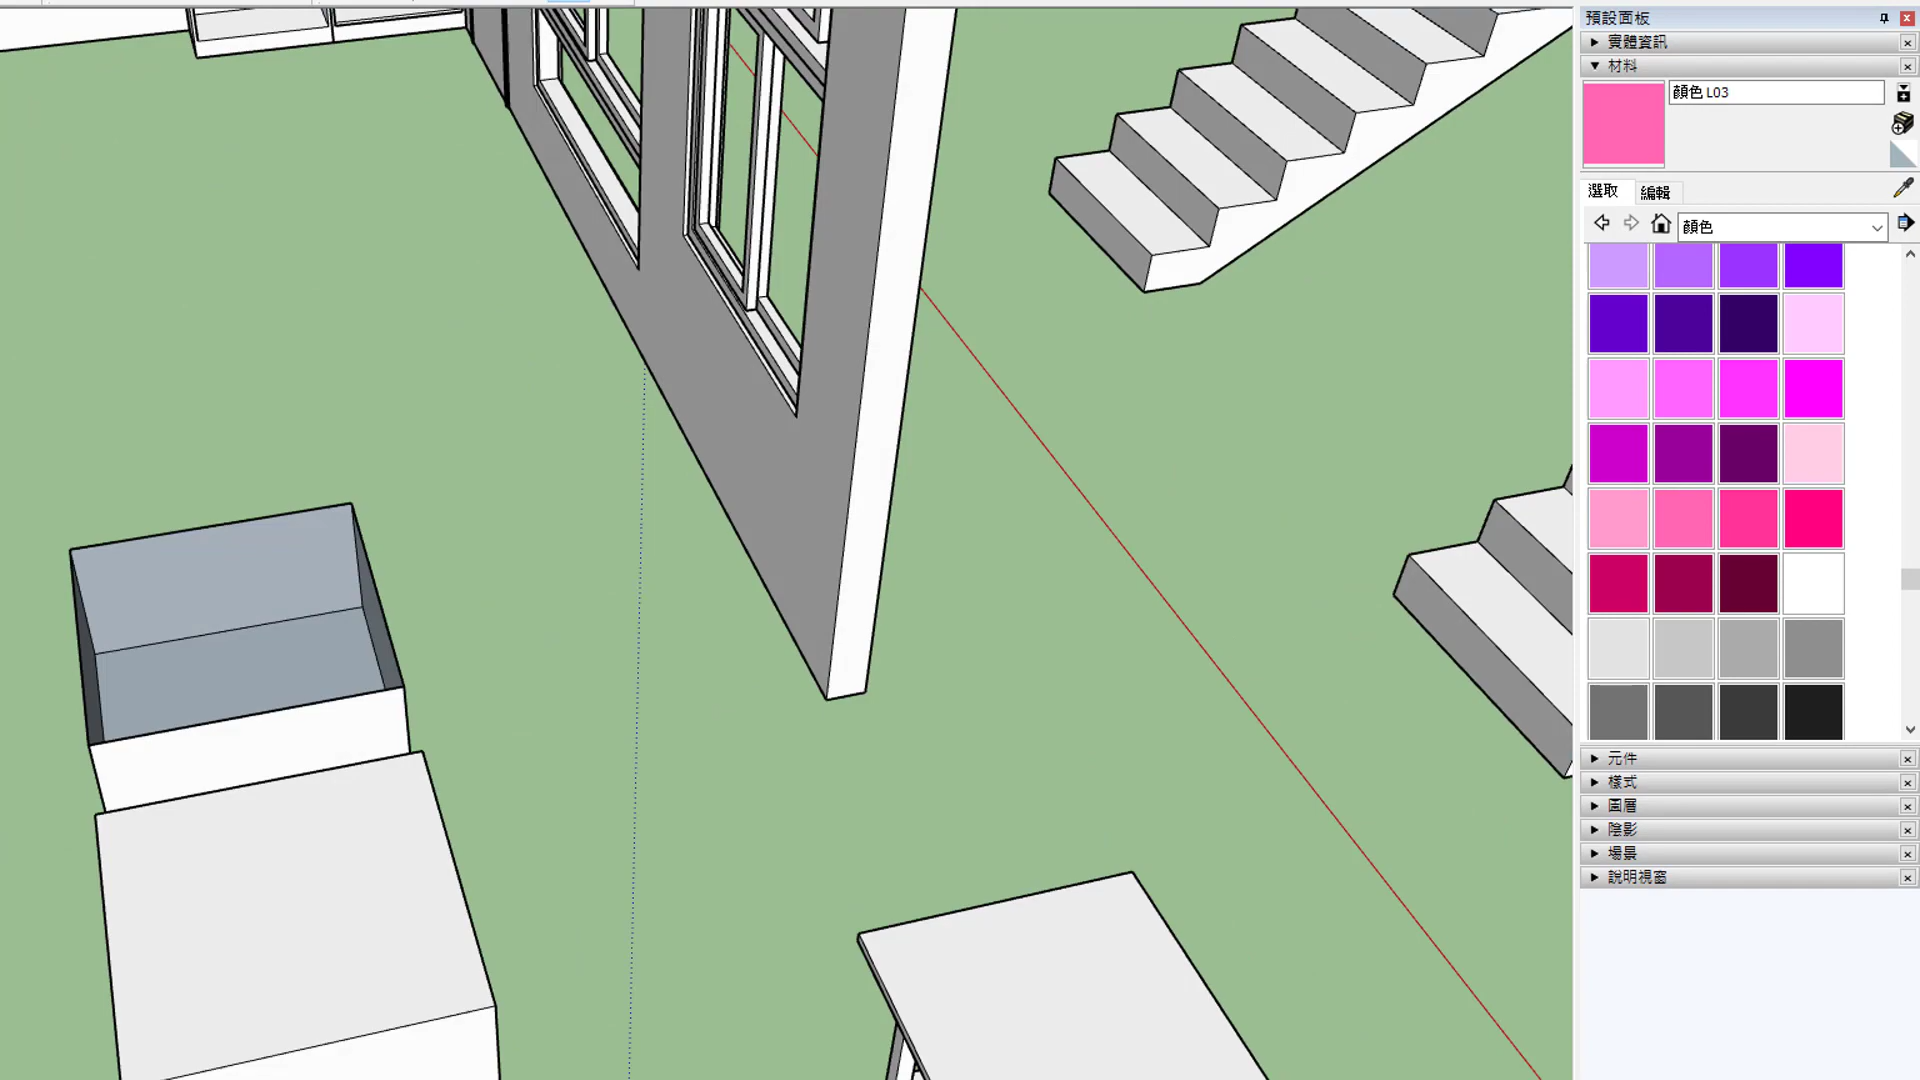 預設面板
實體資訊
材料
顏色 L03
選取
編輯
顏色
元件
樣式
圖層
陰影
場景
說明視窗